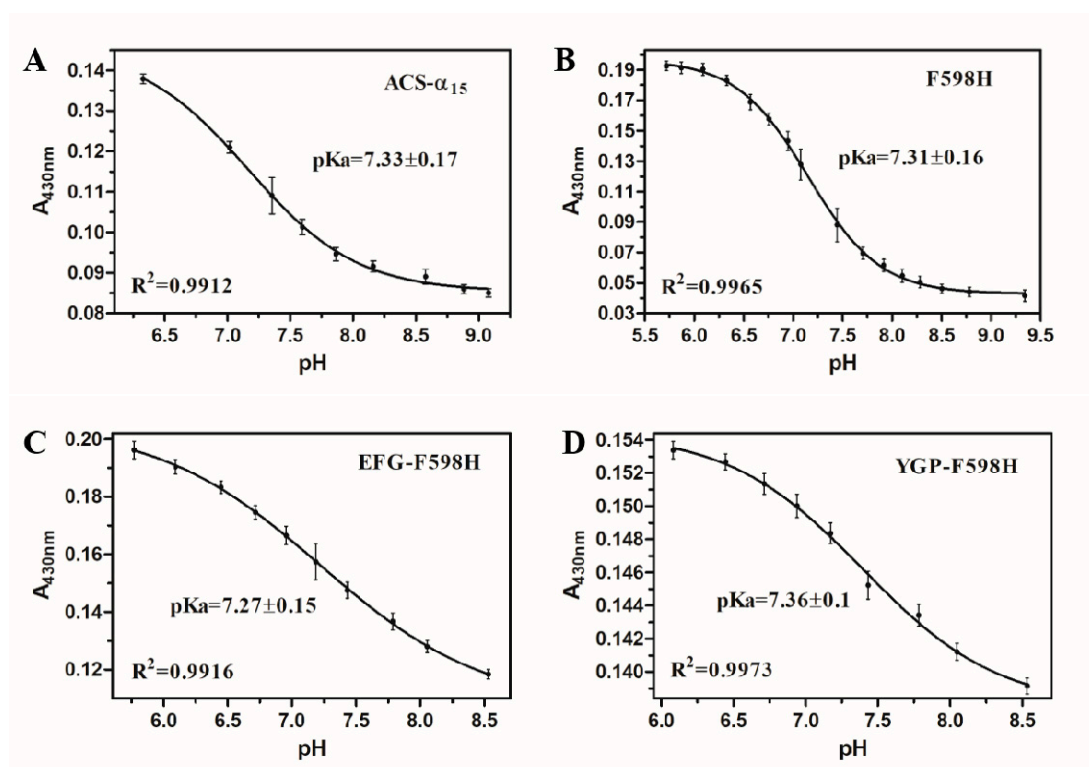 A
ACS-α15
pKa=7.33±0.17
R2=0.9912
A430nm
0.14
0.13
0.12
0.11
0.10
0.09
0.08
6.5 7.0 7.5 8.0 8.5 9.0
pH
B
F598H
pKa=7.31±0.16
R2=0.9965
A430nm
0.19
0.17
0.15
0.13
0.11
0.09
0.07
0.05
0.03
5.5 6.0 6.5 7.0 7.5 8.0 8.5 9.0 9.5
pH
C
EFG-F598H
pKa=7.27±0.15
R2=0.9916
A430nm
0.20
0.18
0.16
0.14
0.12
6.0 6.5 7.0 7.5 8.0 8.5
pH
D
YGP-F598H
pKa=7.36±0.1
R2=0.9973
A430nm
0.154
0.152
0.150
0.148
0.146
0.144
0.142
0.140
6.0 6.5 7.0 7.5 8.0 8.5
pH